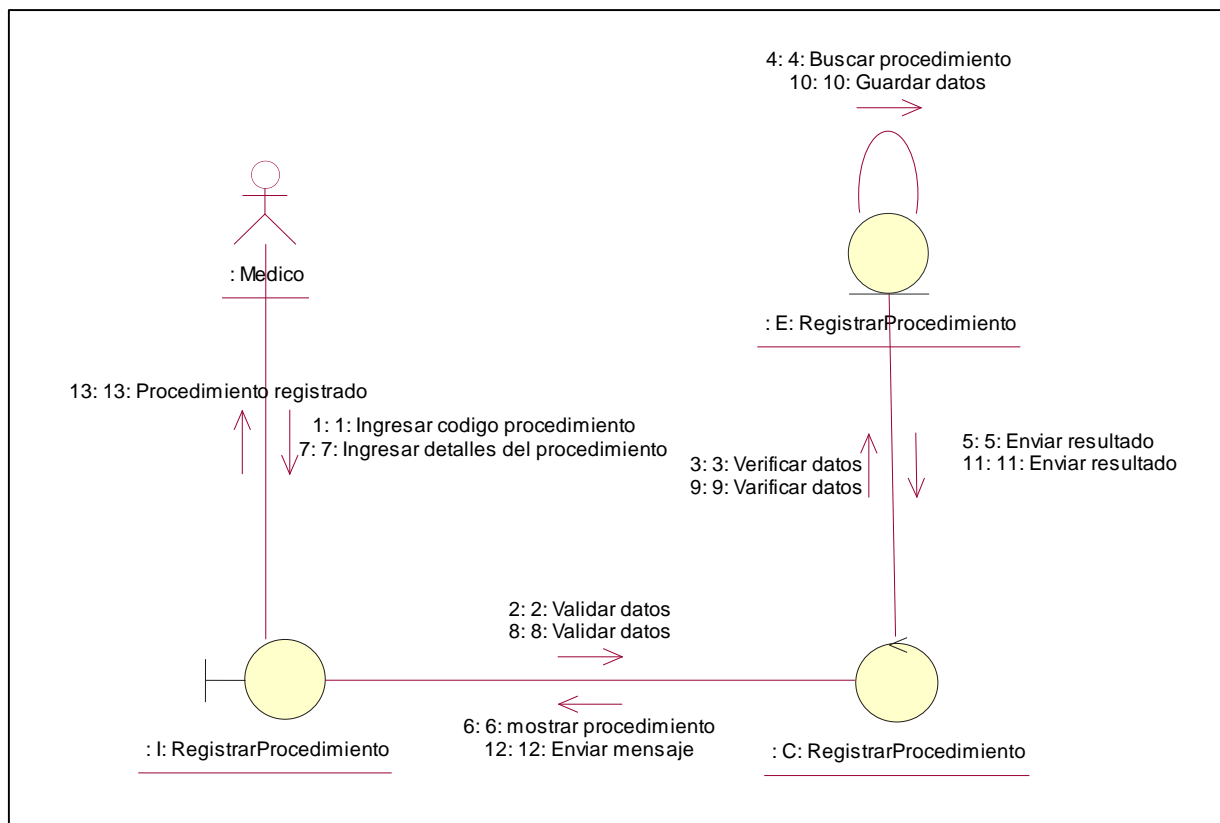 4: 4: Buscar procedimiento
10: 10: Guardar datos
: Medico
: E: RegistrarProcedimiento
13: 13: Procedimiento registrado
1: 1: Ingresar codigo procedimiento
7: 7: Ingresar detalles del procedimiento
3: 3: Verificar datos
9: 9: Varificar datos
5: 5: Enviar resultado
11: 11: Enviar resultado
2: 2: Validar datos
8: 8: Validar datos
6: 6: mostrar procedimiento
12: 12: Enviar mensaje
: I: RegistrarProcedimiento
: C: RegistrarProcedimiento